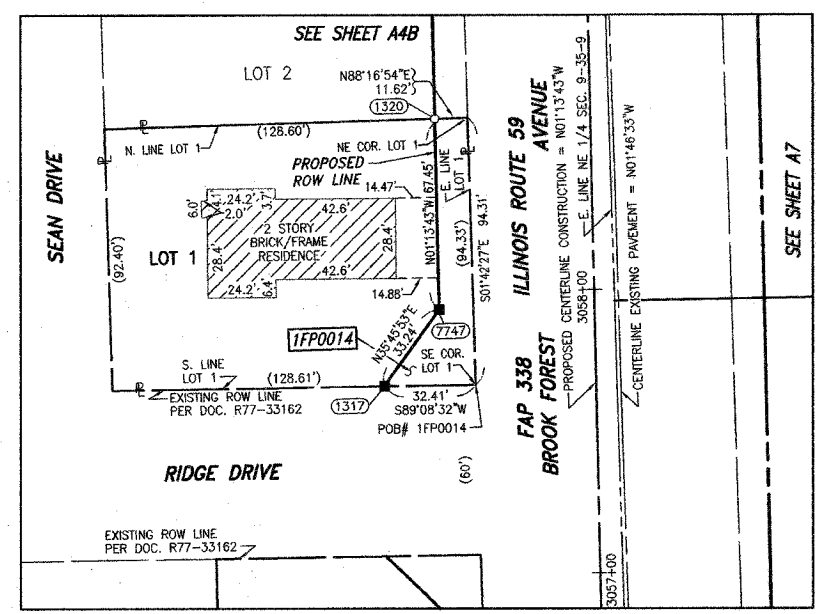 SEE SHEET A4B
LOT 2
N88°16'54"E
11.62'
1320
(128.60')
N. LINE LOT 1
NE COR. LOT 1
PROPOSED
ROW LINE
N01°13'43"W 67.45'
E. LINE
LOT 1
14.47'
6.0'
4.1'
24.2'
2.0'
3.7'
42.6'
2 STORY
BRICK/FRAME
RESIDENCE
28.4'
28.4'
42.6'
24.2'
6.4'
14.88'
SEAN DRIVE
(92.40')
LOT 1
(94.33')
S01°42'27"E 94.31'
1FP0014
N35°45'53"E
33.24'
7747
SE COR.
LOT 1
S. LINE
LOT 1
(128.61')
EXISTING ROW LINE
PER DOC. R77-33162
1317
32.41'
S89°08'32"W
POB# 1FP0014
RIDGE DRIVE
(60')
EXISTING ROW LINE
PER DOC. R77-33162
FAP 338 ILLINOIS ROUTE 59
BROOK FOREST AVENUE
PROPOSED CENTERLINE CONSTRUCTION = N01°13'43"W
3058+00
E. LINE NE 1/4 SEC. 9-35-9
CENTERLINE EXISTING PAVEMENT = N01°46'33"W
3057+00
SEE SHEET A7